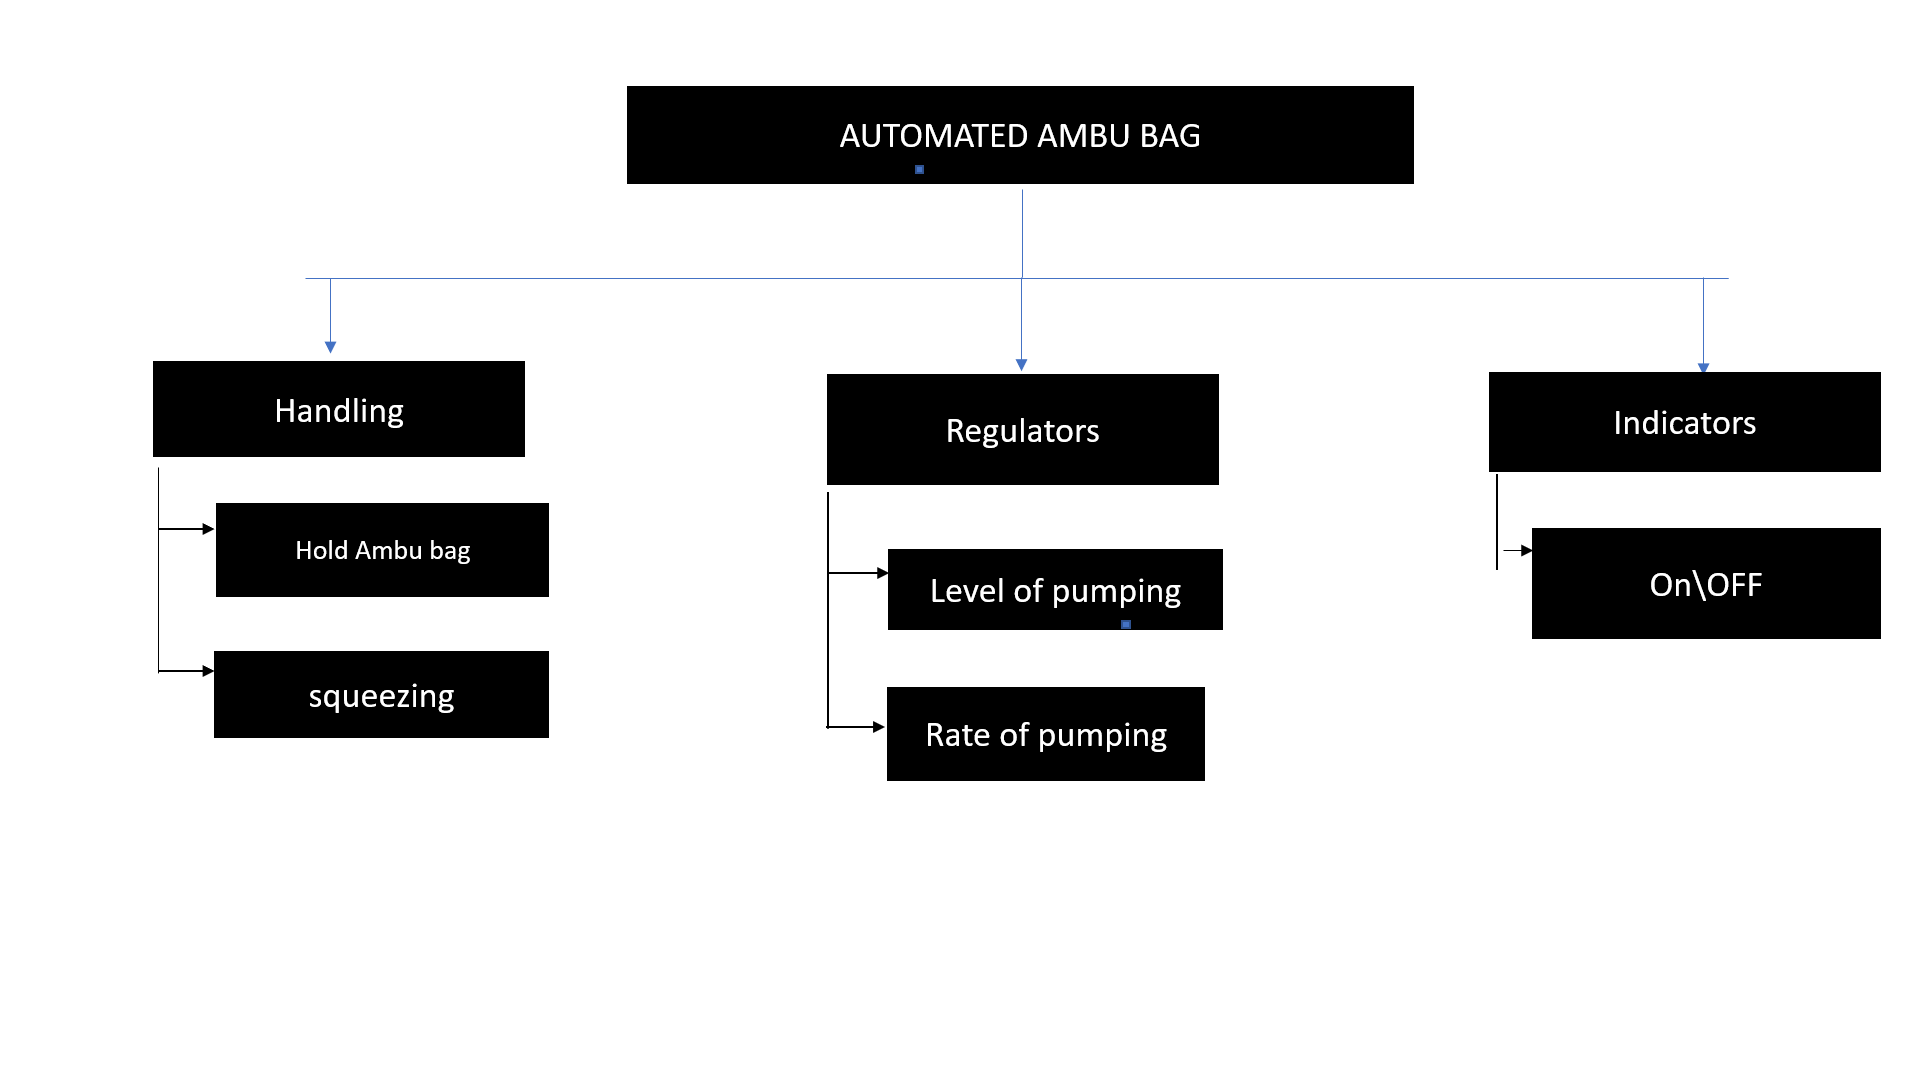 AUTOMATED AMBU BAG
Handling
Hold Ambu bag
squeezing
Regulators
Level of pumping
Rate of pumping
Indicators
On\OFF